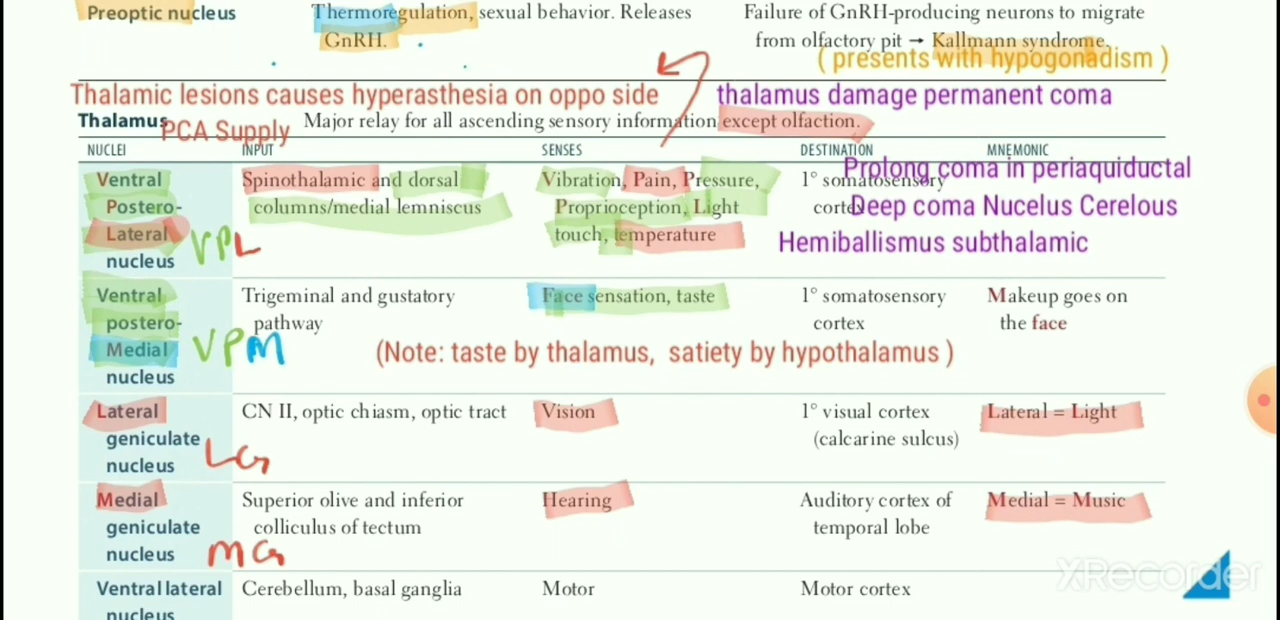 Preoptic nucleus Thermoregulation, sexual behavior. Releases Failure of GnRH-producing neurons to migrate
GnRH. from olfactory pit → Kallmann syndrome.
( presents with hypogonadism )
Thalamic lesions causes hyperasthesia on oppo side thalamus damage permanent coma
Thalamus Major relay for all ascending sensory information except olfaction.
PCA Supply
NUCLEI INPUT SENSES DESTINATION MNEMONIC
Prolong coma in periaquiductal
Ventral Spinothalamic and dorsal Vibration, Pain, Pressure, 1° somatosensory
Postero- columns/medial lemniscus Proprioception, Light cortex
Deep coma Nucelus Cerelous
Lateral touch, temperature
Hemiballismus subthalamic
nucleus VPL
Ventral Trigeminal and gustatory Face sensation, taste 1° somatosensory Makeup goes on
postero- pathway cortex the face
Medial VPM (Note: taste by thalamus, satiety by hypothalamus )
nucleus
Lateral CN II, optic chiasm, optic tract Vision 1° visual cortex Lateral = Light
geniculate (calcarine sulcus)
nucleus LG
Medial Superior olive and inferior Hearing Auditory cortex of Medial = Music
geniculate colliculus of tectum temporal lobe
nucleus MG
XRecorder
Ventral lateral Cerebellum, basal ganglia Motor Motor cortex
nucleus